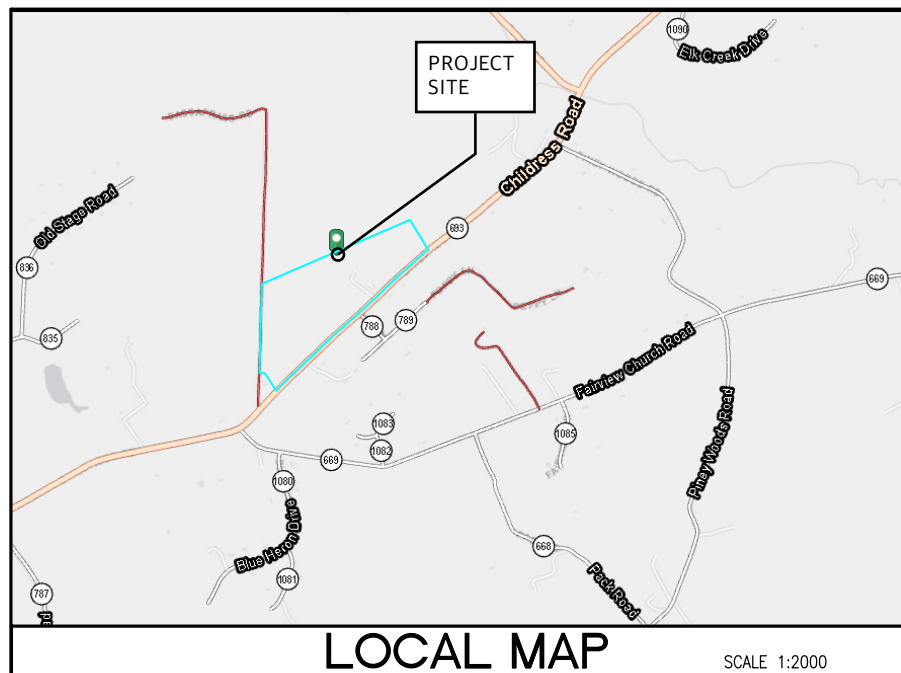 1090
Elk Creek Drive
PROJECT
SITE
Childress Road
Old Stage Road
693
836
669
835
788
789
Fairview Church Road
1083
1082
1085
669
1080
Piney Woods Road
Blue Heron Drive
668
1081
Pack Road
787
LOCAL MAP
SCALE 1:2000